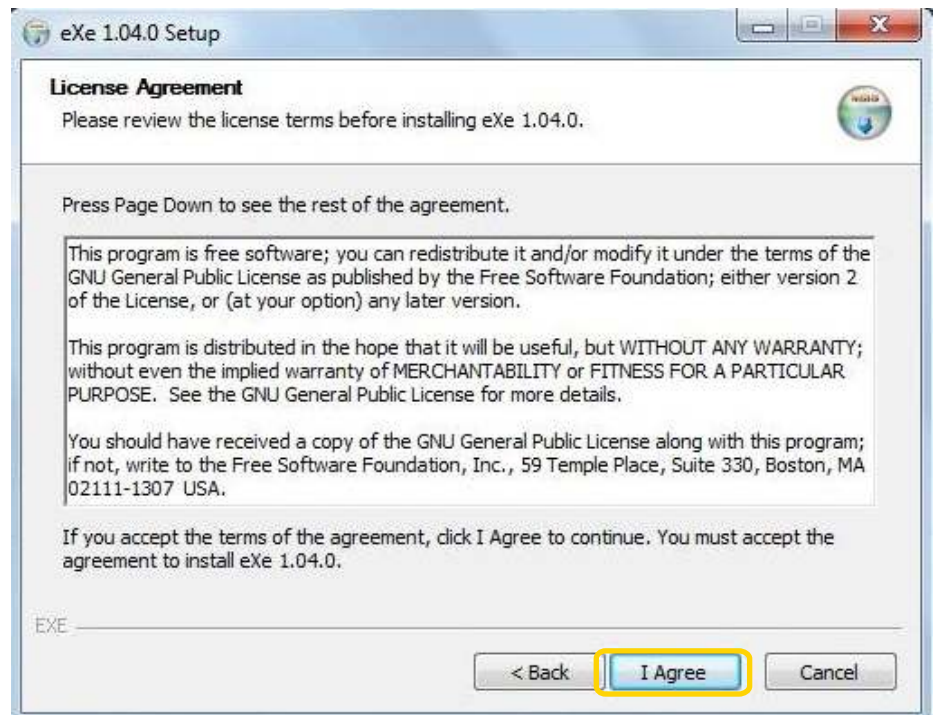 eXe 1.04.0 Setup
License Agreement
Please review the license terms before installing eXe 1.04.0.
Press Page Down to see the rest of the agreement.
This program is free software; you can redistribute it and/or modify it under the terms of the
GNU General Public License as published by the Free Software Foundation; either version 2
of the License, or (at your option) any later version.
This program is distributed in the hope that it will be useful, but WITHOUT ANY WARRANTY;
without even the implied warranty of MERCHANTABILITY or FITNESS FOR A PARTICULAR
PURPOSE.  See the GNU General Public License for more details.
You should have received a copy of the GNU General Public License along with this program;
if not, write to the Free Software Foundation, Inc., 59 Temple Place, Suite 330, Boston, MA
02111-1307  USA.
If you accept the terms of the agreement, click I Agree to continue. You must accept the
agreement to install eXe 1.04.0.
EXE
< Back I Agree Cancel